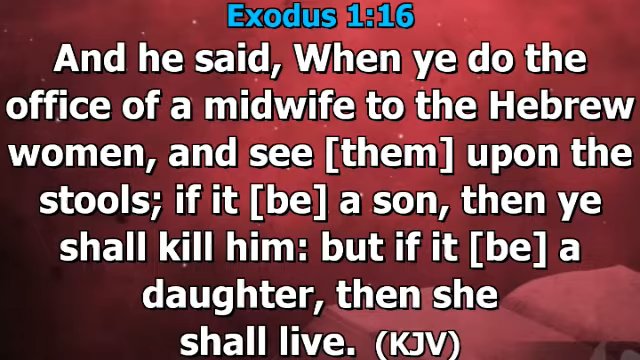 Exodus 1:16
And he said, When ye do the
office of a midwife to the Hebrew
women, and see [them] upon the
stools; if it [be] a son, then ye
shall kill him: but if it [be] a
daughter, then she
shall live. (KJV)